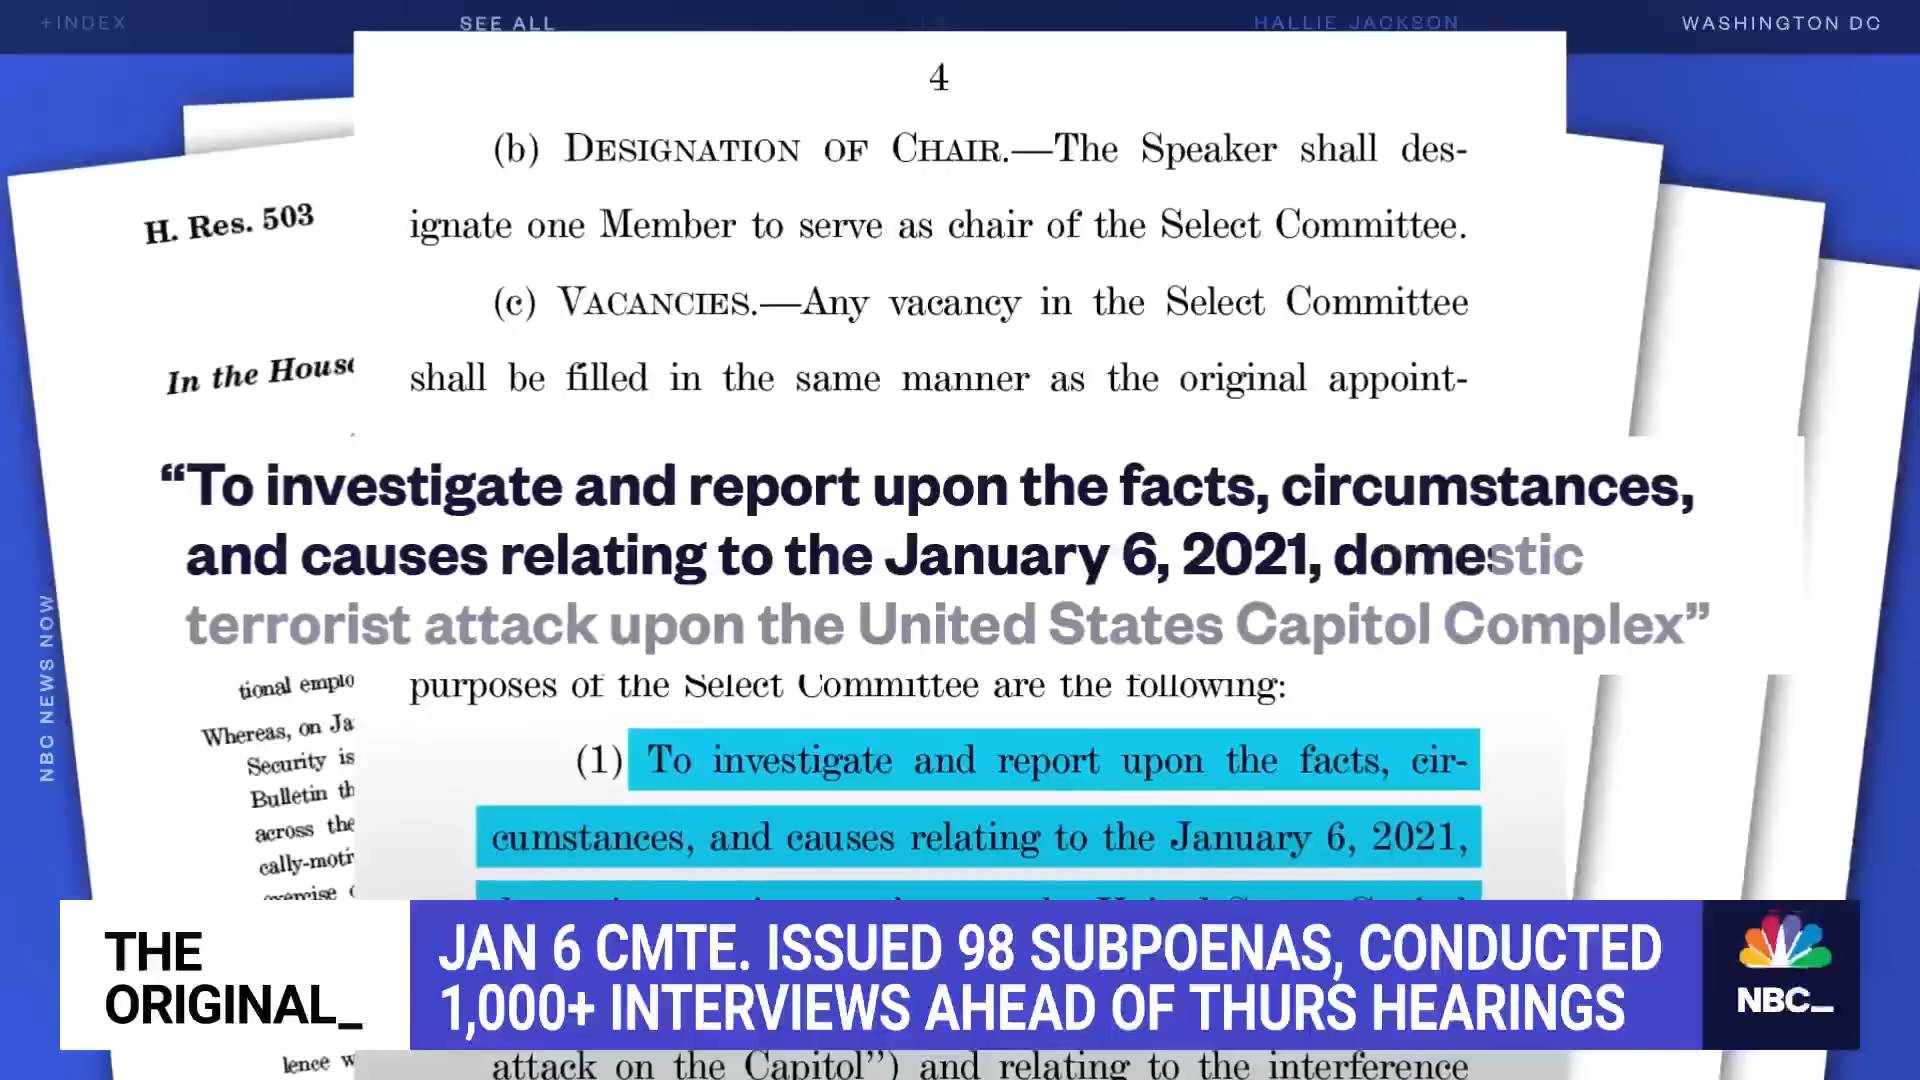 +INDEX
SEE ALL
HALLIE JACKSON
WASHINGTON DC
4
(b) DESIGNATION OF CHAIR.—The Speaker shall des-
ignate one Member to serve as chair of the Select Committee.
(c) VACANCIES.—Any vacancy in the Select Committee
shall be filled in the same manner as the original appoint-
H. Res. 503
In the House
“To investigate and report upon the facts, circumstances,
and causes relating to the January 6, 2021, domestic
terrorist attack upon the United States Capitol Complex”
purposes of the Select Committee are the following:
(1) To investigate and report upon the facts, cir-
cumstances, and causes relating to the January 6, 2021,
tional emplo
Whereas, on Ja
Security is
Bulletin th
across the
cally-moti
exercise
lence w
NBC NEWS NOW
THE
ORIGINAL_
JAN 6 CMTE. ISSUED 98 SUBPOENAS, CONDUCTED
1,000+ INTERVIEWS AHEAD OF THURS HEARINGS
NBC_
attack on the Capitol”) and relating to the interference